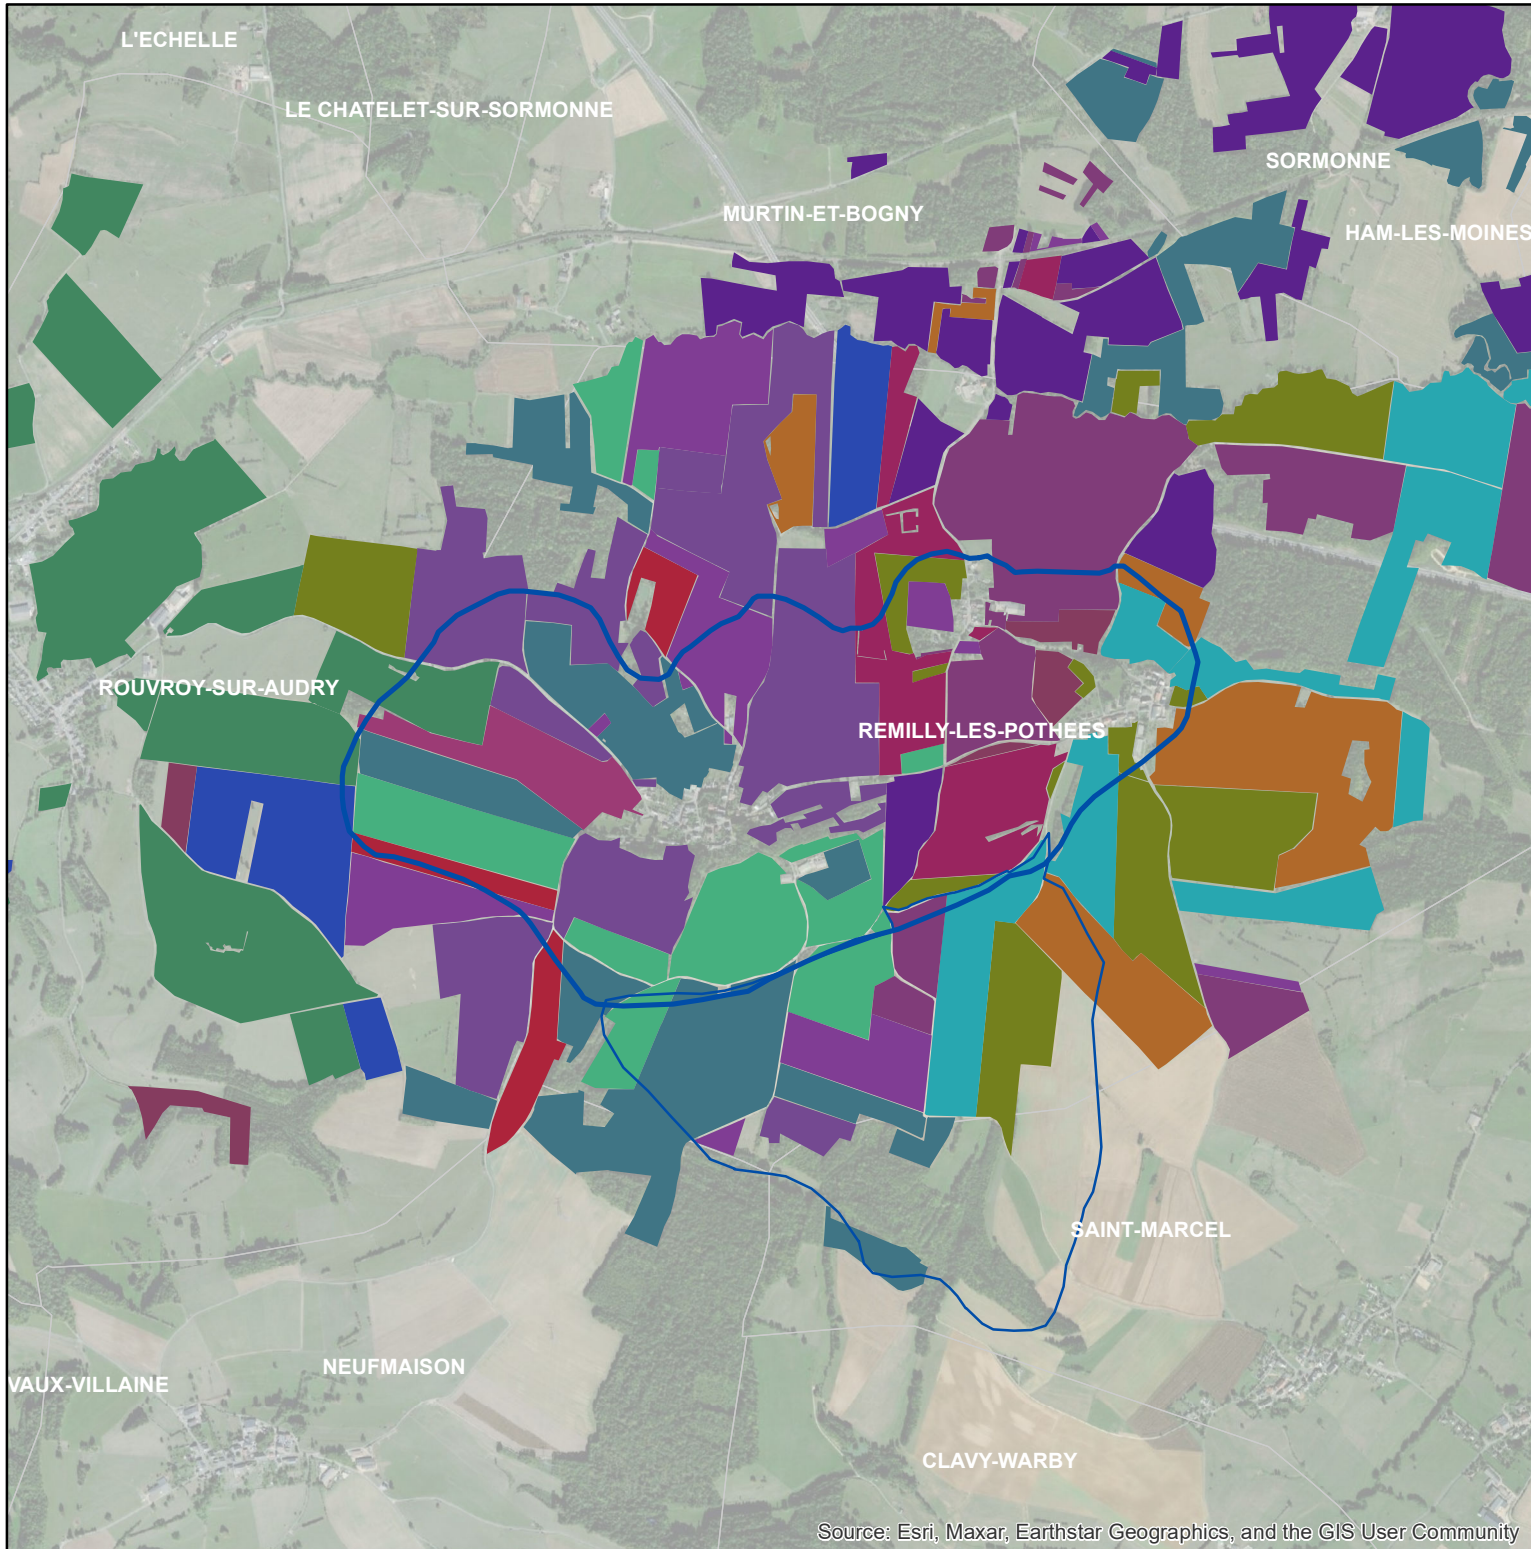 L'ECHELLE
LE CHATELET-SUR-SORMONNE
SORMONNE
MURTIN-ET-BOGNY
HAM-LES-MOINES
ROUVROY-SUR-AUDRY
REMILLY-LES-POTHEES
SAINT-MARCEL
NEUFMAISON
VAUX-VILLAINE
CLAVY-WARBY
Source: Esri, Maxar, Earthstar Geographics, and the GIS User Community